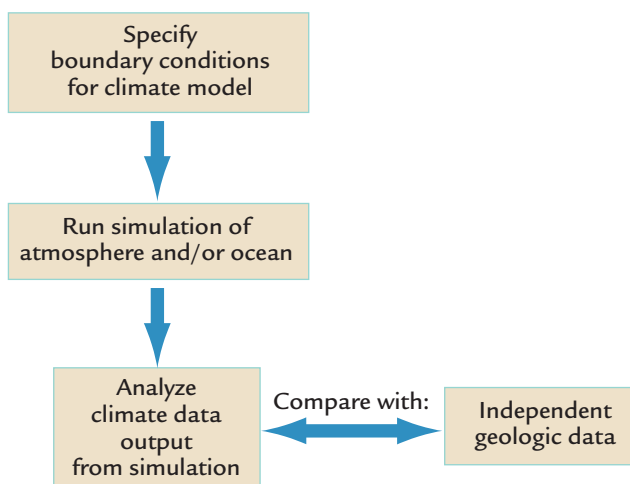 Specify
boundary conditions
for climate model
Run simulation of
atmosphere and/or ocean
Analyze
climate data
output
from simulation
Compare with:
Independent
geologic data